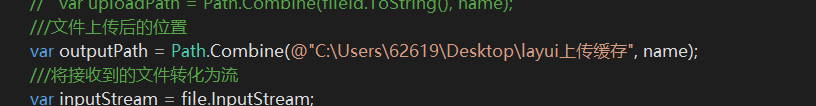 //   var uploadPath = Path.Combine(fileId.ToString(), name);
///文件上传后的位置
var outputPath = Path.Combine(@"C:\Users\62619\Desktop\layui上传缓存", name);
///将接收到的文件转化为流
var inputStream = file.InputStream;